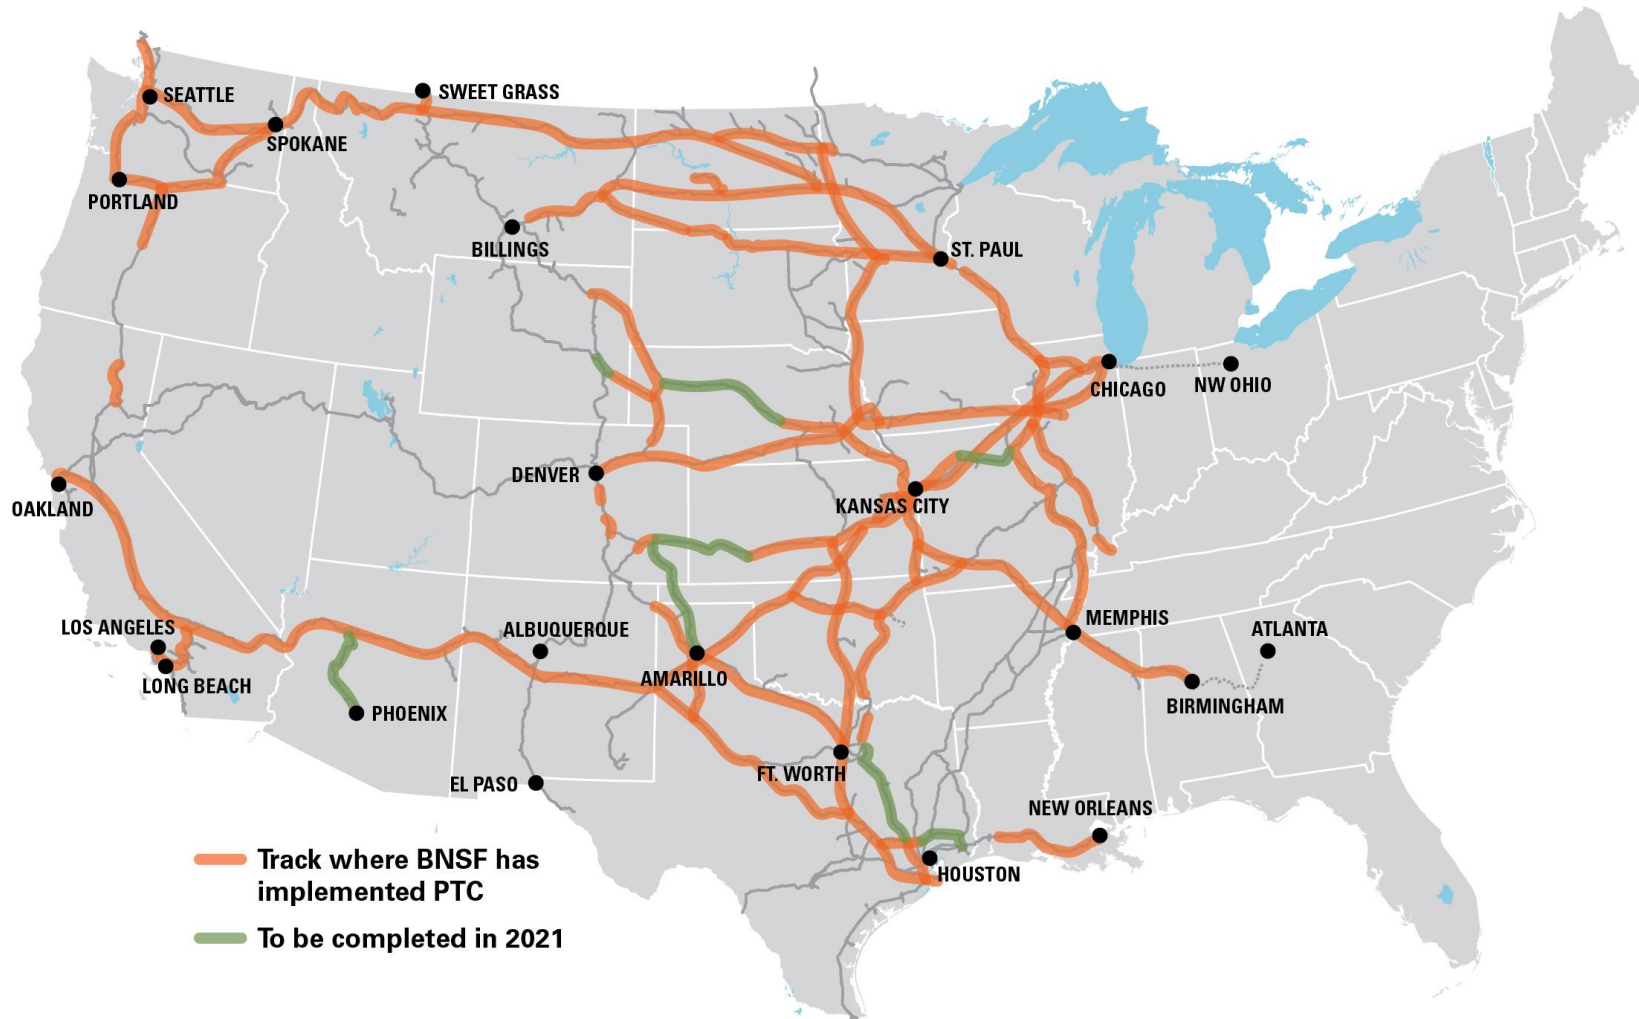 SEATTLE
SWEET GRASS
SPOKANE
PORTLAND
BILLINGS
ST. PAUL
CHICAGO
NW OHIO
DENVER
OAKLAND
KANSAS CITY
LOS ANGELES
ALBUQUERQUE
MEMPHIS
ATLANTA
LONG BEACH
AMARILLO
PHOENIX
BIRMINGHAM
FT. WORTH
EL PASO
NEW ORLEANS
HOUSTON
Track where BNSF has
implemented PTC
To be completed in 2021